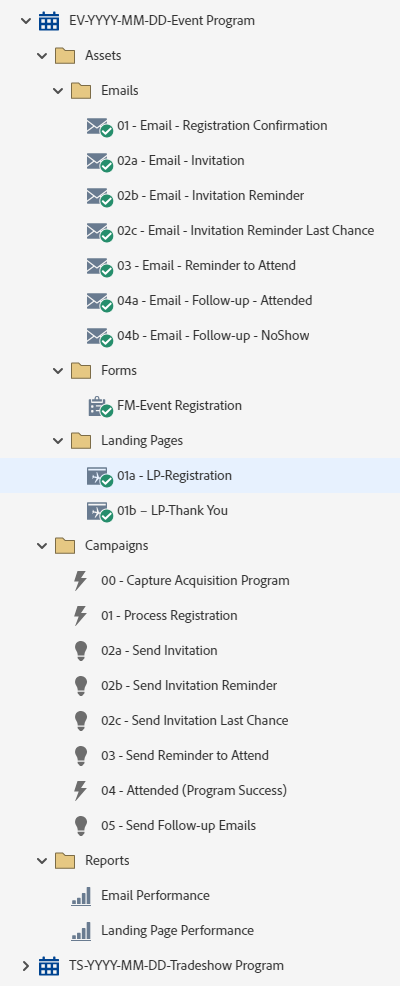 EV-YYYY-MM-DD-Event Program
Assets
Emails
01 - Email - Registration Confirmation
02a - Email - Invitation
02b - Email - Invitation Reminder
02c - Email - Invitation Reminder Last Chance
03 - Email - Reminder to Attend
04a - Email - Follow-up - Attended
04b - Email - Follow-up - NoShow
Forms
FM-Event Registration
Landing Pages
01a - LP-Registration
01b – LP-Thank You
Campaigns
00 - Capture Acquisition Program
01 - Process Registration
02a - Send Invitation
02b - Send Invitation Reminder
02c - Send Invitation Last Chance
03 - Send Reminder to Attend
04 - Attended (Program Success)
05 - Send Follow-up Emails
Reports
Email Performance
Landing Page Performance
TS-YYYY-MM-DD-Tradeshow Program